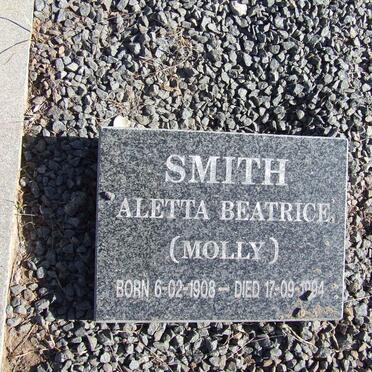 SMITH
ALETTA BEATRICE
(MOLLY)
BORN 6-02-1908 - DIED 17-09-1994